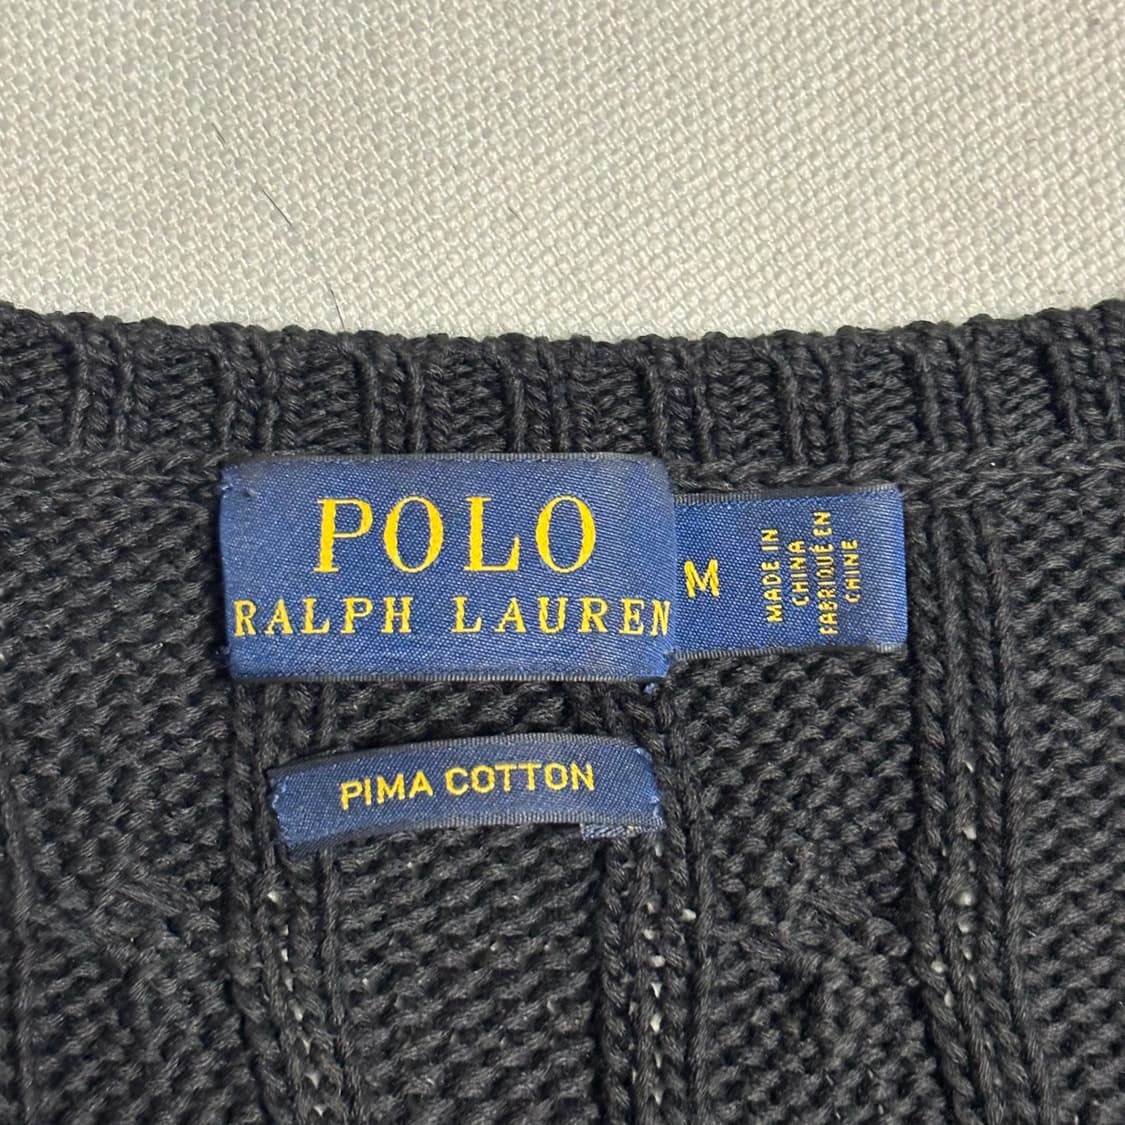 POLO
RALPH LAUREN
M
MADE IN
CHINA
FABRIQUÉ EN
CHINE
PIMA COTTON